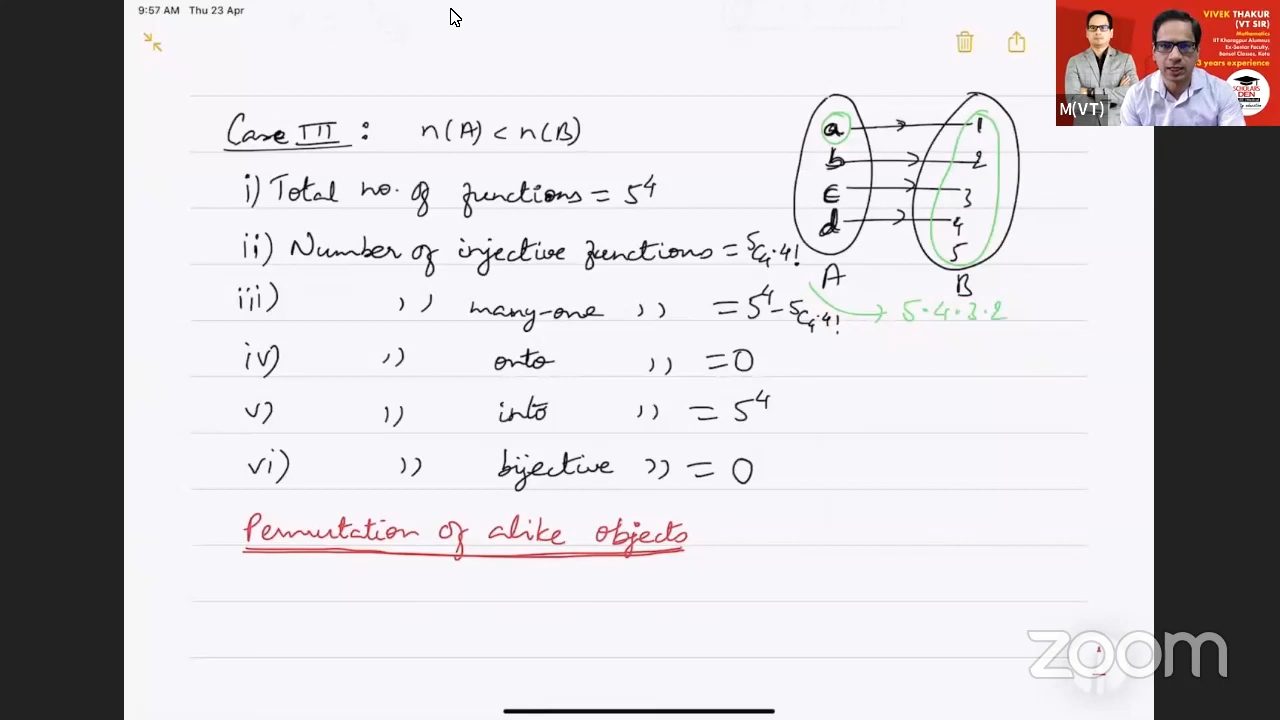 9:57 AM Thu 23 Apr
VIVEK THAKUR
(VT SIR)
Mathematics
IIT Kharagpur Alumnus
Ex-Senior Faculty,
Bansal Classes, Kota
3 years experience
SCHOLARS
DEN
M(VT)
Case III : n(A) < n(B)
i) Total no. of functions = 5⁴
ii) Number of injective functions = ⁵C₄·4!
iii) ,, many-one ,, = 5⁴ - ⁵C₄·4!
iv) ,, onto ,, = 0
v) ,, into ,, = 5⁴
vi) ,, bijective ,, = 0
Permutation of alike objects
a 1
b 2
c 3
d 4
5
A B
5·4·3·2
zoom